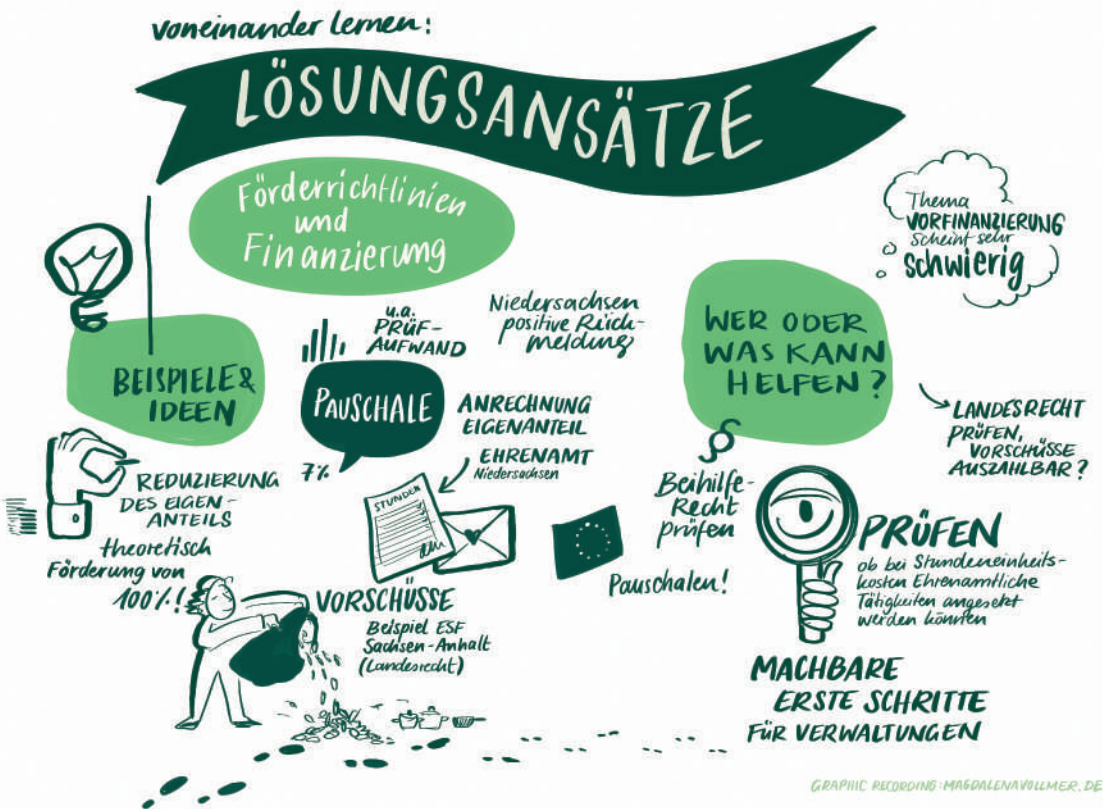 voneinander lernen:
LÖSUNGSANSÄTZE
Förderrichtlinien
und
Finanzierung
Thema
VORFINANZIERUNG
scheint sehr
schwierig
BEISPIELE &
IDEEN
u.a.
PRÜF-
AUFWAND
PAUSCHALE
7%
Niedersachsen
positive Rück-
meldung
ANRECHNUNG
EIGENANTEIL
EHRENAMT
Niedersachsen
STUNDEN
REDUZIERUNG
DES EIGEN-
ANTEILS
theoretisch
Förderung von
100%!
VORSCHÜSSE
Beispiel ESF
Sachsen-Anhalt
(Landesrecht)
WER ODER
WAS KANN
HELFEN?
§
Beihilfe-
Recht
prüfen
Pauschalen!
LANDESRECHT
PRÜFEN,
VORSCHÜSSE
AUSZAHLBAR?
PRÜFEN
ob bei Stundeneinheits-
kosten Ehrenamtliche
Tätigkeiten angesetzt
werden könnten
MACHBARE
ERSTE SCHRITTE
FÜR VERWALTUNGEN
GRAPHIC RECORDING: MAGDALENAVOLLMER.DE